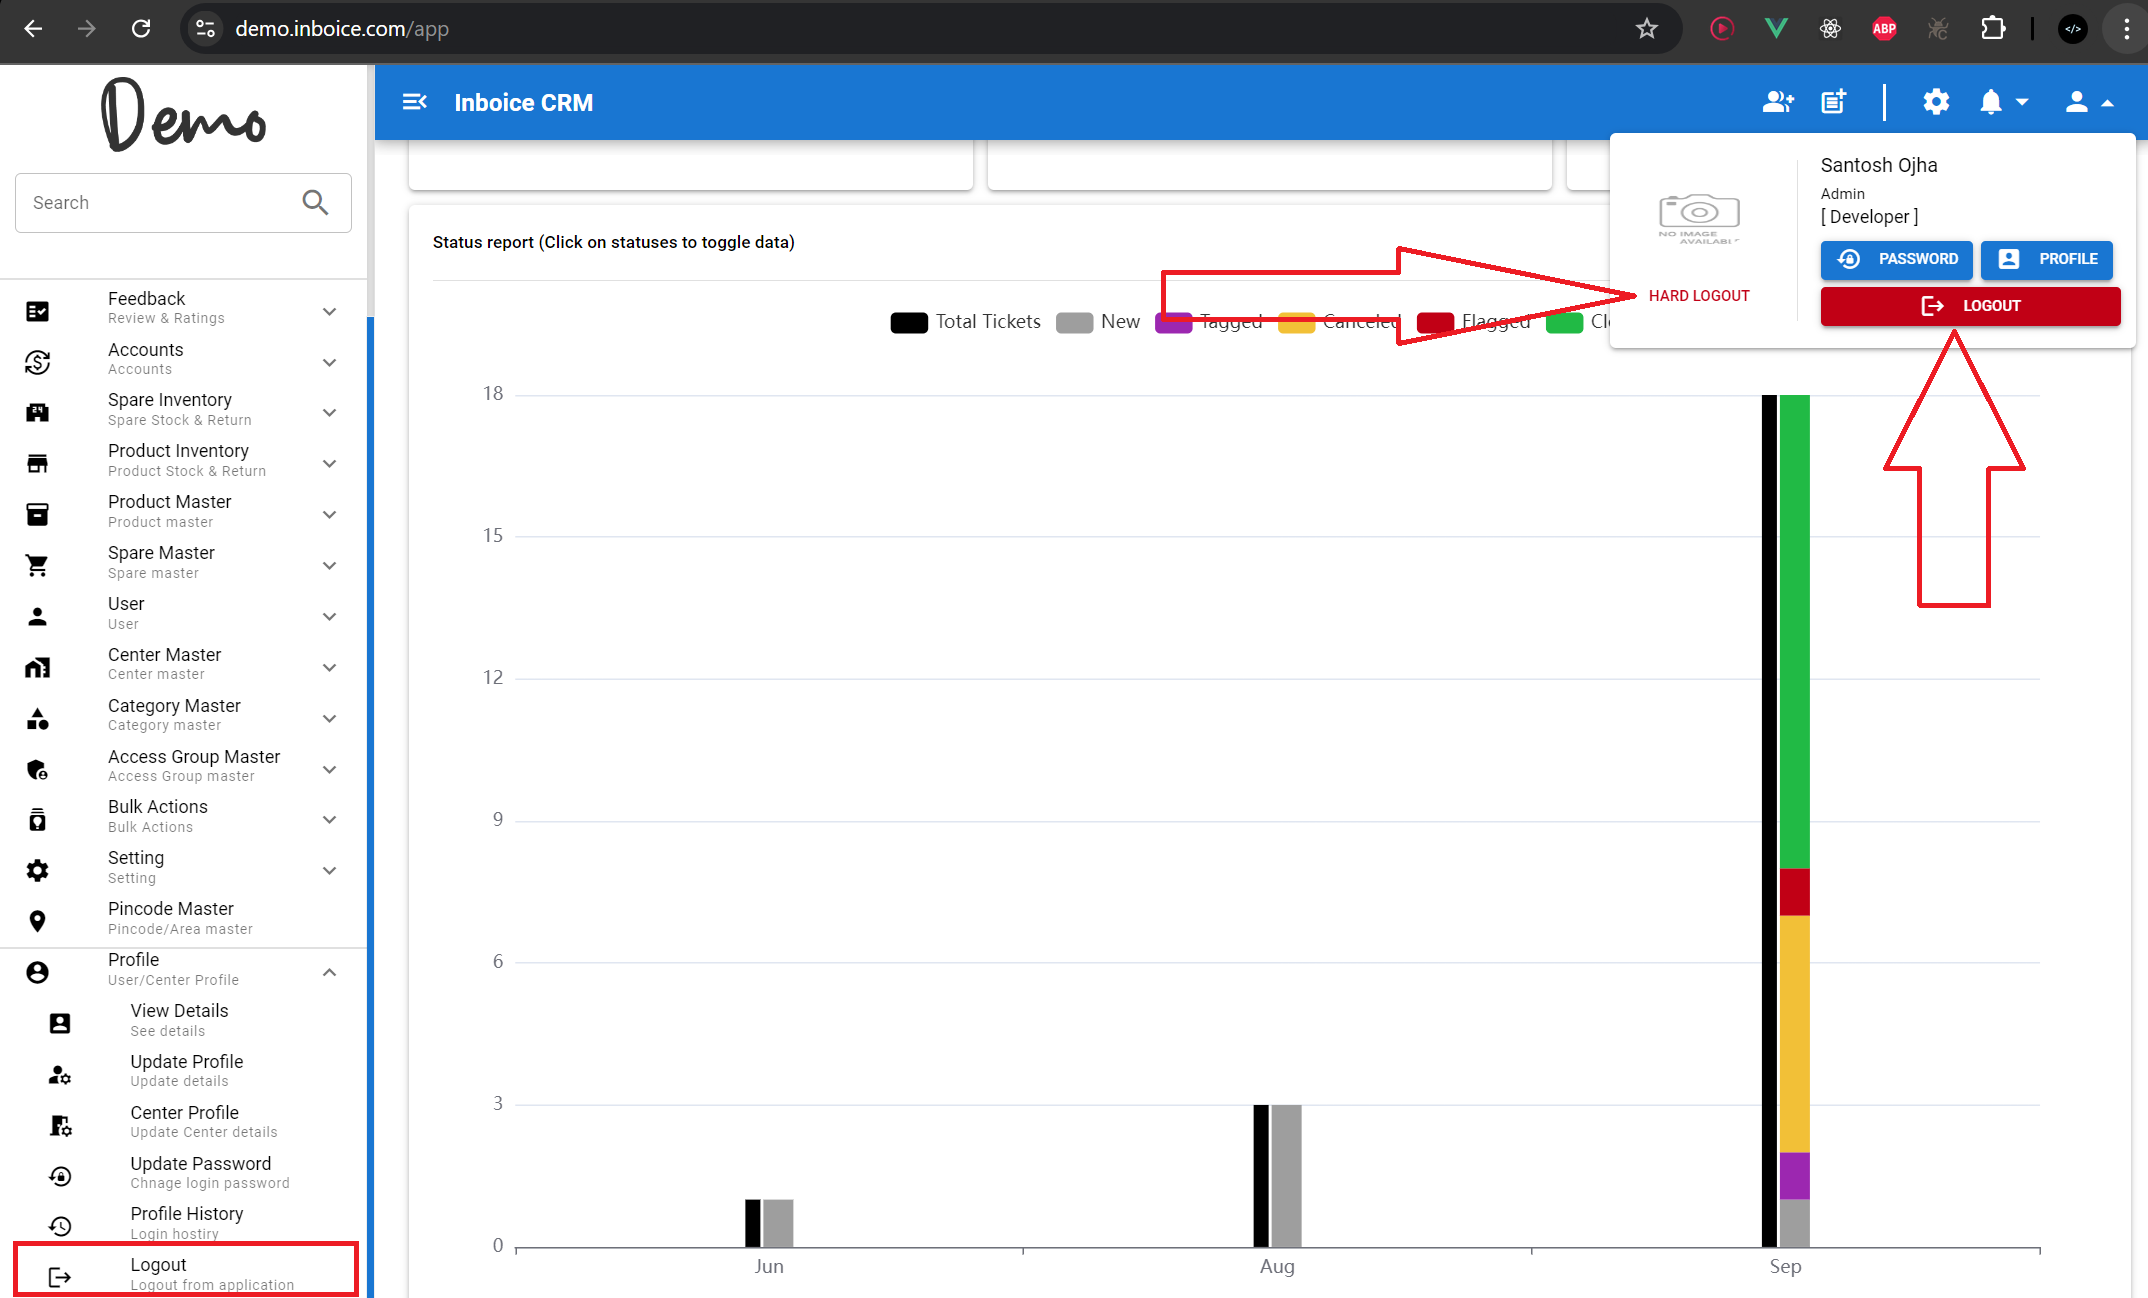 demo.inboice.com/app
ABP
Demo
Search
Inboice CRM
Santosh Ojha
Admin
[ Developer ]
NO IMAGE
PASSWORD PROFILE
HARD LOGOUT
LOGOUT
Status report (Click on statuses to toggle data)
Total Tickets New Tagged Canceled Flagged
18
15
12
9
6
3
0
Jun Aug Sep
Feedback
Review & Ratings
Accounts
Accounts
Spare Inventory
Spare Stock & Return
Product Inventory
Product Stock & Return
Product Master
Product master
Spare Master
Spare master
User
User
Center Master
Center master
Category Master
Category master
Access Group Master
Access Group master
Bulk Actions
Bulk Actions
Setting
Setting
Pincode Master
Pincode/Area master
Profile
User/Center Profile
View Details
See details
Update Profile
Update details
Center Profile
Update Center details
Update Password
Chnage login password
Profile History
Login hostiry
Logout
Logout from application